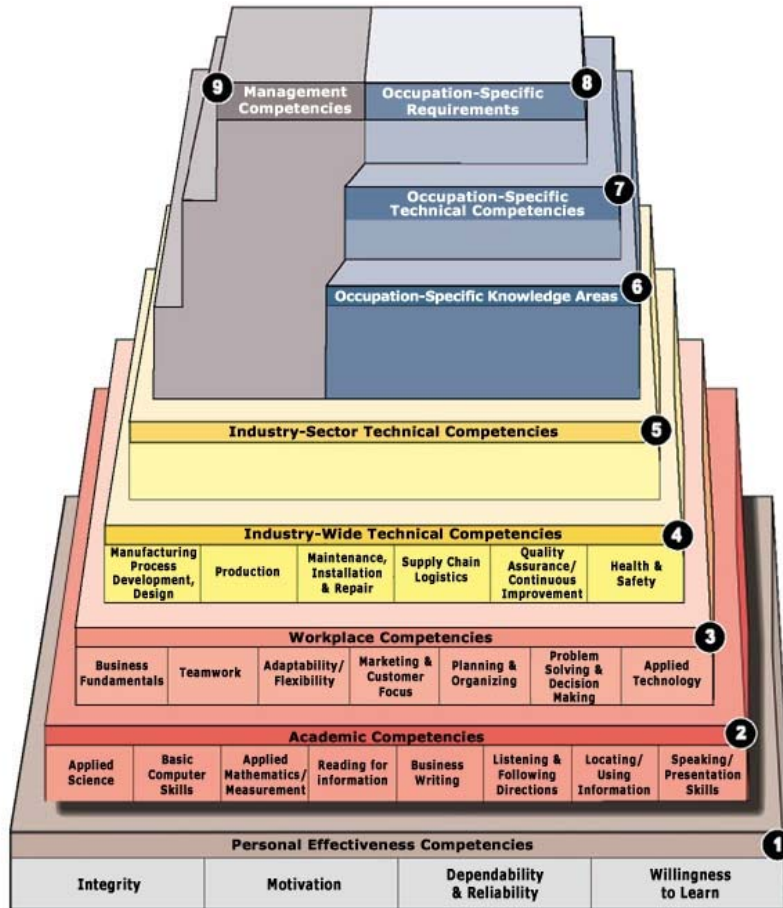 9
Management
Competencies
Occupation-Specific
Requirements
8
Occupation-Specific
Technical Competencies
7
Occupation-Specific Knowledge Areas
6
Industry-Sector Technical Competencies
5
Industry-Wide Technical Competencies
4
Manufacturing
Process
Development,
Design
Production
Maintenance,
Installation
& Repair
Supply Chain
Logistics
Quality
Assurance/
Continuous
Improvement
Health &
Safety
Workplace Competencies
3
Business
Fundamentals
Teamwork
Adaptability/
Flexibility
Marketing &
Customer
Focus
Planning &
Organizing
Problem
Solving &
Decision
Making
Applied
Technology
Academic Competencies
2
Applied
Science
Basic
Computer
Skills
Applied
Mathematics/
Measurement
Reading for
information
Business
Writing
Listening &
Following
Directions
Locating/
Using
Information
Speaking/
Presentation
Skills
Personal Effectiveness Competencies
1
Integrity
Motivation
Dependability
& Reliability
Willingness
to Learn